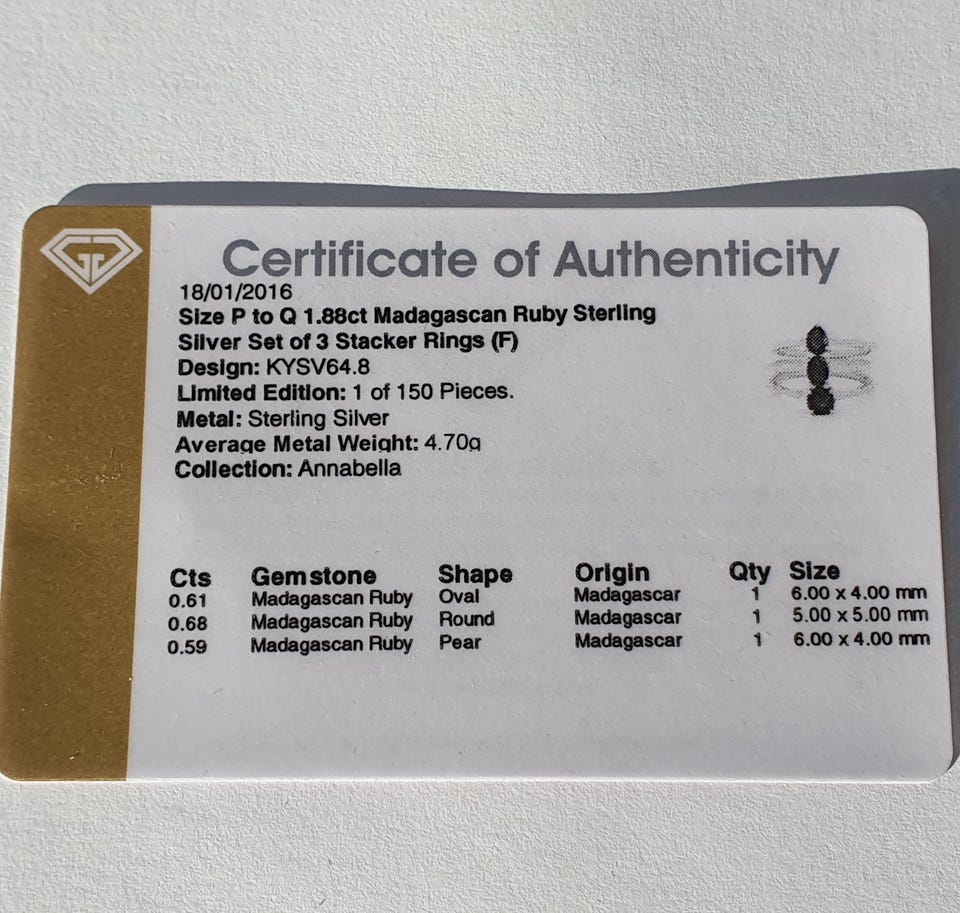 Certificate of Authenticity
18/01/2016
Size P to Q 1.88ct Madagascan Ruby Sterling
Silver Set of 3 Stacker Rings (F)
Design: KYSV64.8
Limited Edition: 1 of 150 Pieces.
Metal: Sterling Silver
Average Metal Weight: 4.70g
Collection: Annabella
Cts Gemstone Shape Origin Qty Size
0.61 Madagascan Ruby Oval Madagascar 1 6.00 x 4.00 mm
0.68 Madagascan Ruby Round Madagascar 1 5.00 x 5.00 mm
0.59 Madagascan Ruby Pear Madagascar 1 6.00 x 4.00 mm